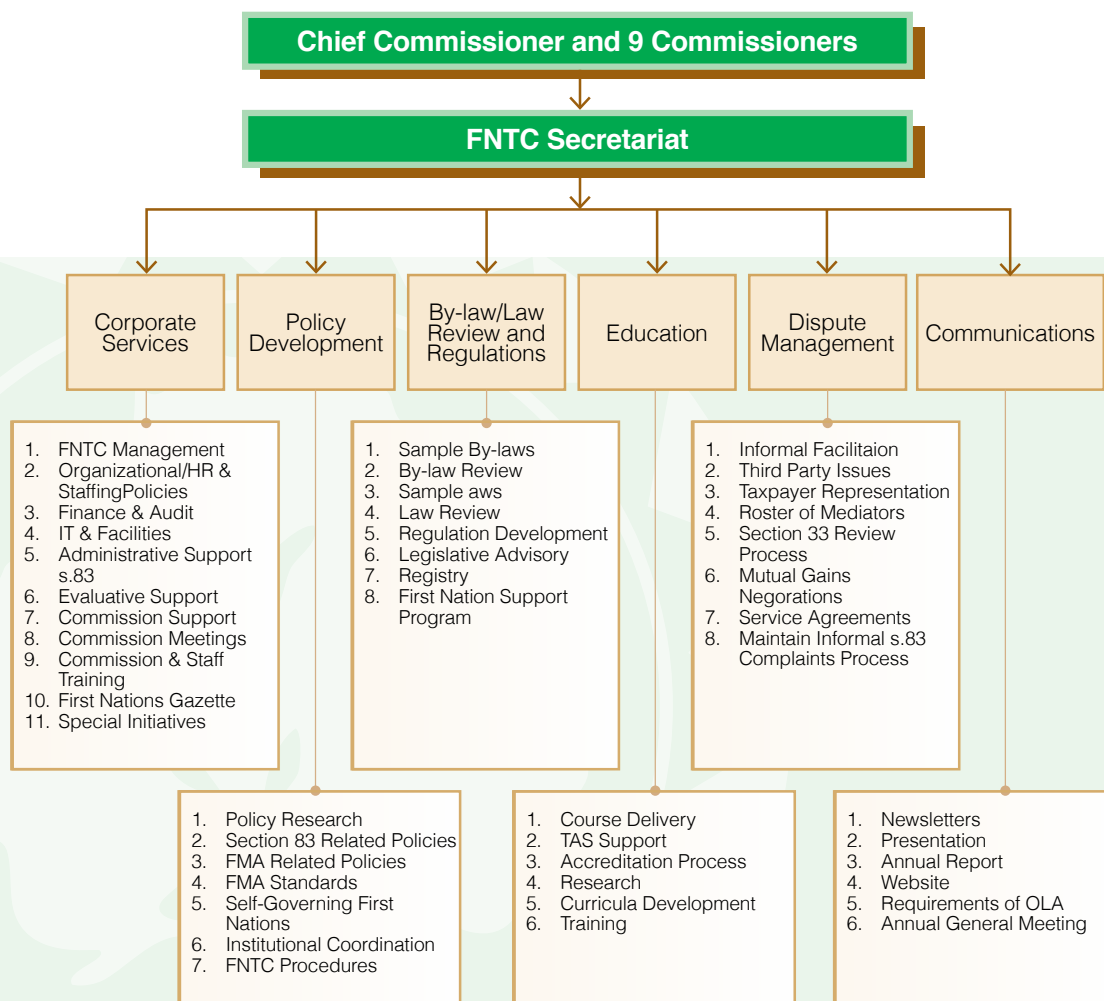 Chief Commissioner and 9 Commissioners
FNTC Secretariat
Corporate
Services
Policy
Development
By-law/Law
Review and
Regulations
Education
Dispute
Management
Communications
1. FNTC Management
2. Organizational/HR &
StaffingPolicies
3. Finance & Audit
4. IT & Facilities
5. Administrative Support
s.83
6. Evaluative Support
7. Commission Support
8. Commission Meetings
9. Commission & Staff
Training
10. First Nations Gazette
11. Special Initiatives
1. Sample By-laws
2. By-law Review
3. Sample aws
4. Law Review
5. Regulation Development
6. Legislative Advisory
7. Registry
8. First Nation Support
Program
1. Informal Facilitaion
2. Third Party Issues
3. Taxpayer Representation
4. Roster of Mediators
5. Section 33 Review
Process
6. Mutual Gains
Negorations
7. Service Agreements
8. Maintain Informal s.83
Complaints Process
1. Policy Research
2. Section 83 Related Policies
3. FMA Related Policies
4. FMA Standards
5. Self-Governing First
Nations
6. Institutional Coordination
7. FNTC Procedures
1. Course Delivery
2. TAS Support
3. Accreditation Process
4. Research
5. Curricula Development
6. Training
1. Newsletters
2. Presentation
3. Annual Report
4. Website
5. Requirements of OLA
6. Annual General Meeting